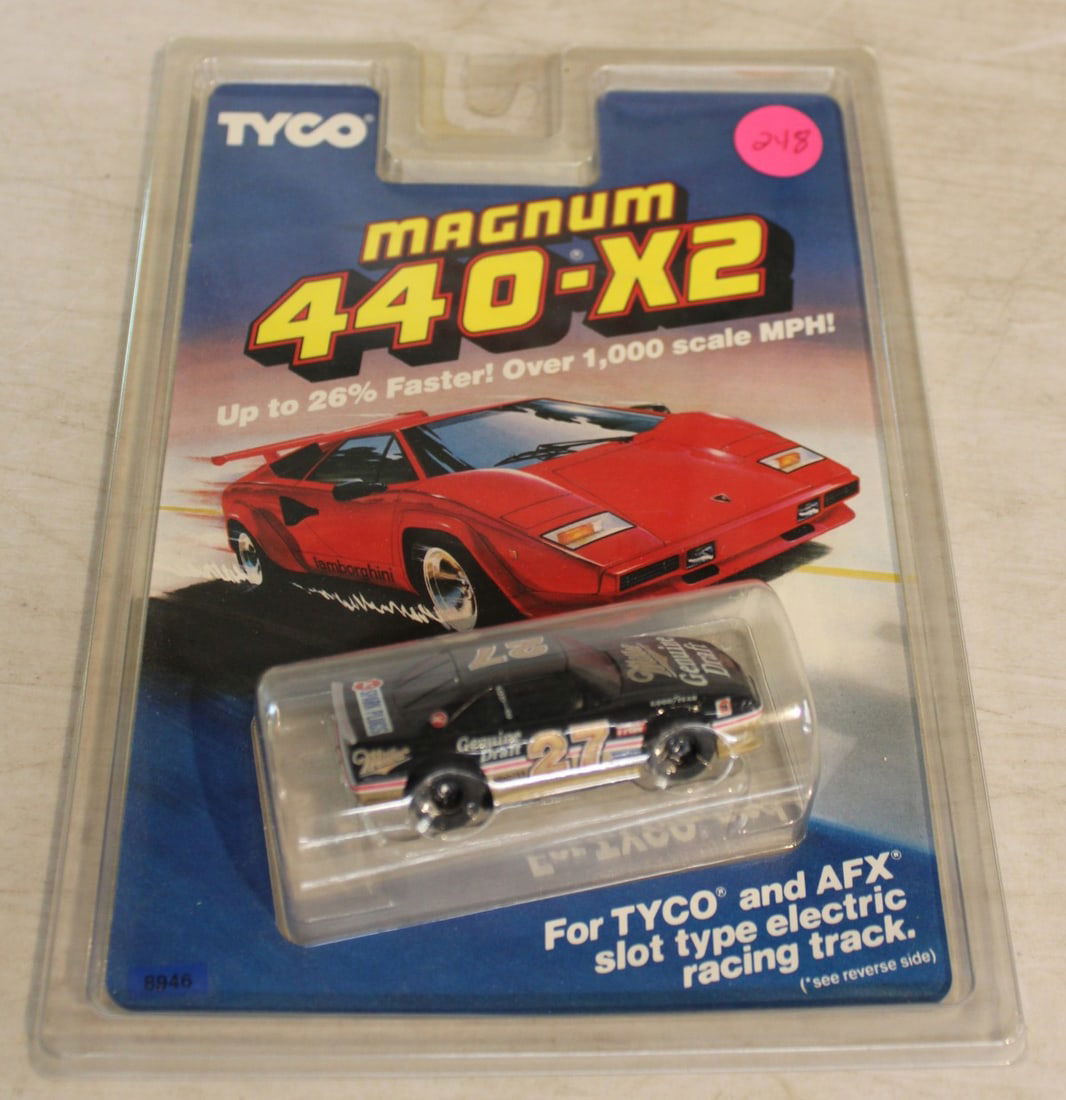 TYCO®
248
MAGNUM
440®-X2
Up to 26% Faster! Over 1,000 scale MPH!
lamborghini
27
Miller
Genuine
Draft
GOODYEAR
Miller
Genuine
Draft
27
For TYCO® and AFX®
slot type electric
racing track.
(*see reverse side)
8946